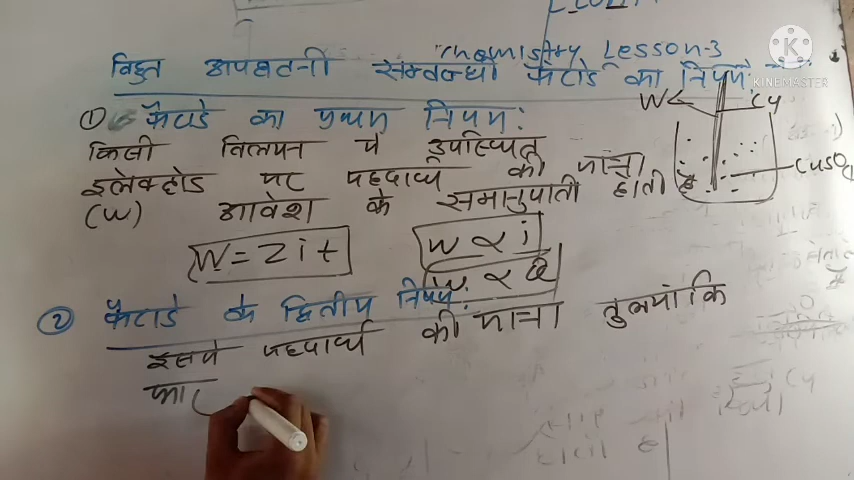 Chemistry Lesson-3
विधुत अपघटनी सम्बन्धी फैराडे का नियम
① फैराडे का प्रथम नियम:
किसी विलयन में उपस्थित
इलेक्ट्रोड पर पदार्थ की मात्रा
(W) आवेश के समानुपाती होती है
W = Zit
W ∝ i
W ∝ Q
W
Cu
CuSO4
② फैराडे के द्वितीय नियम:
इसमें पदार्थ की मात्रा तुल्यांकि
KINEMASTER